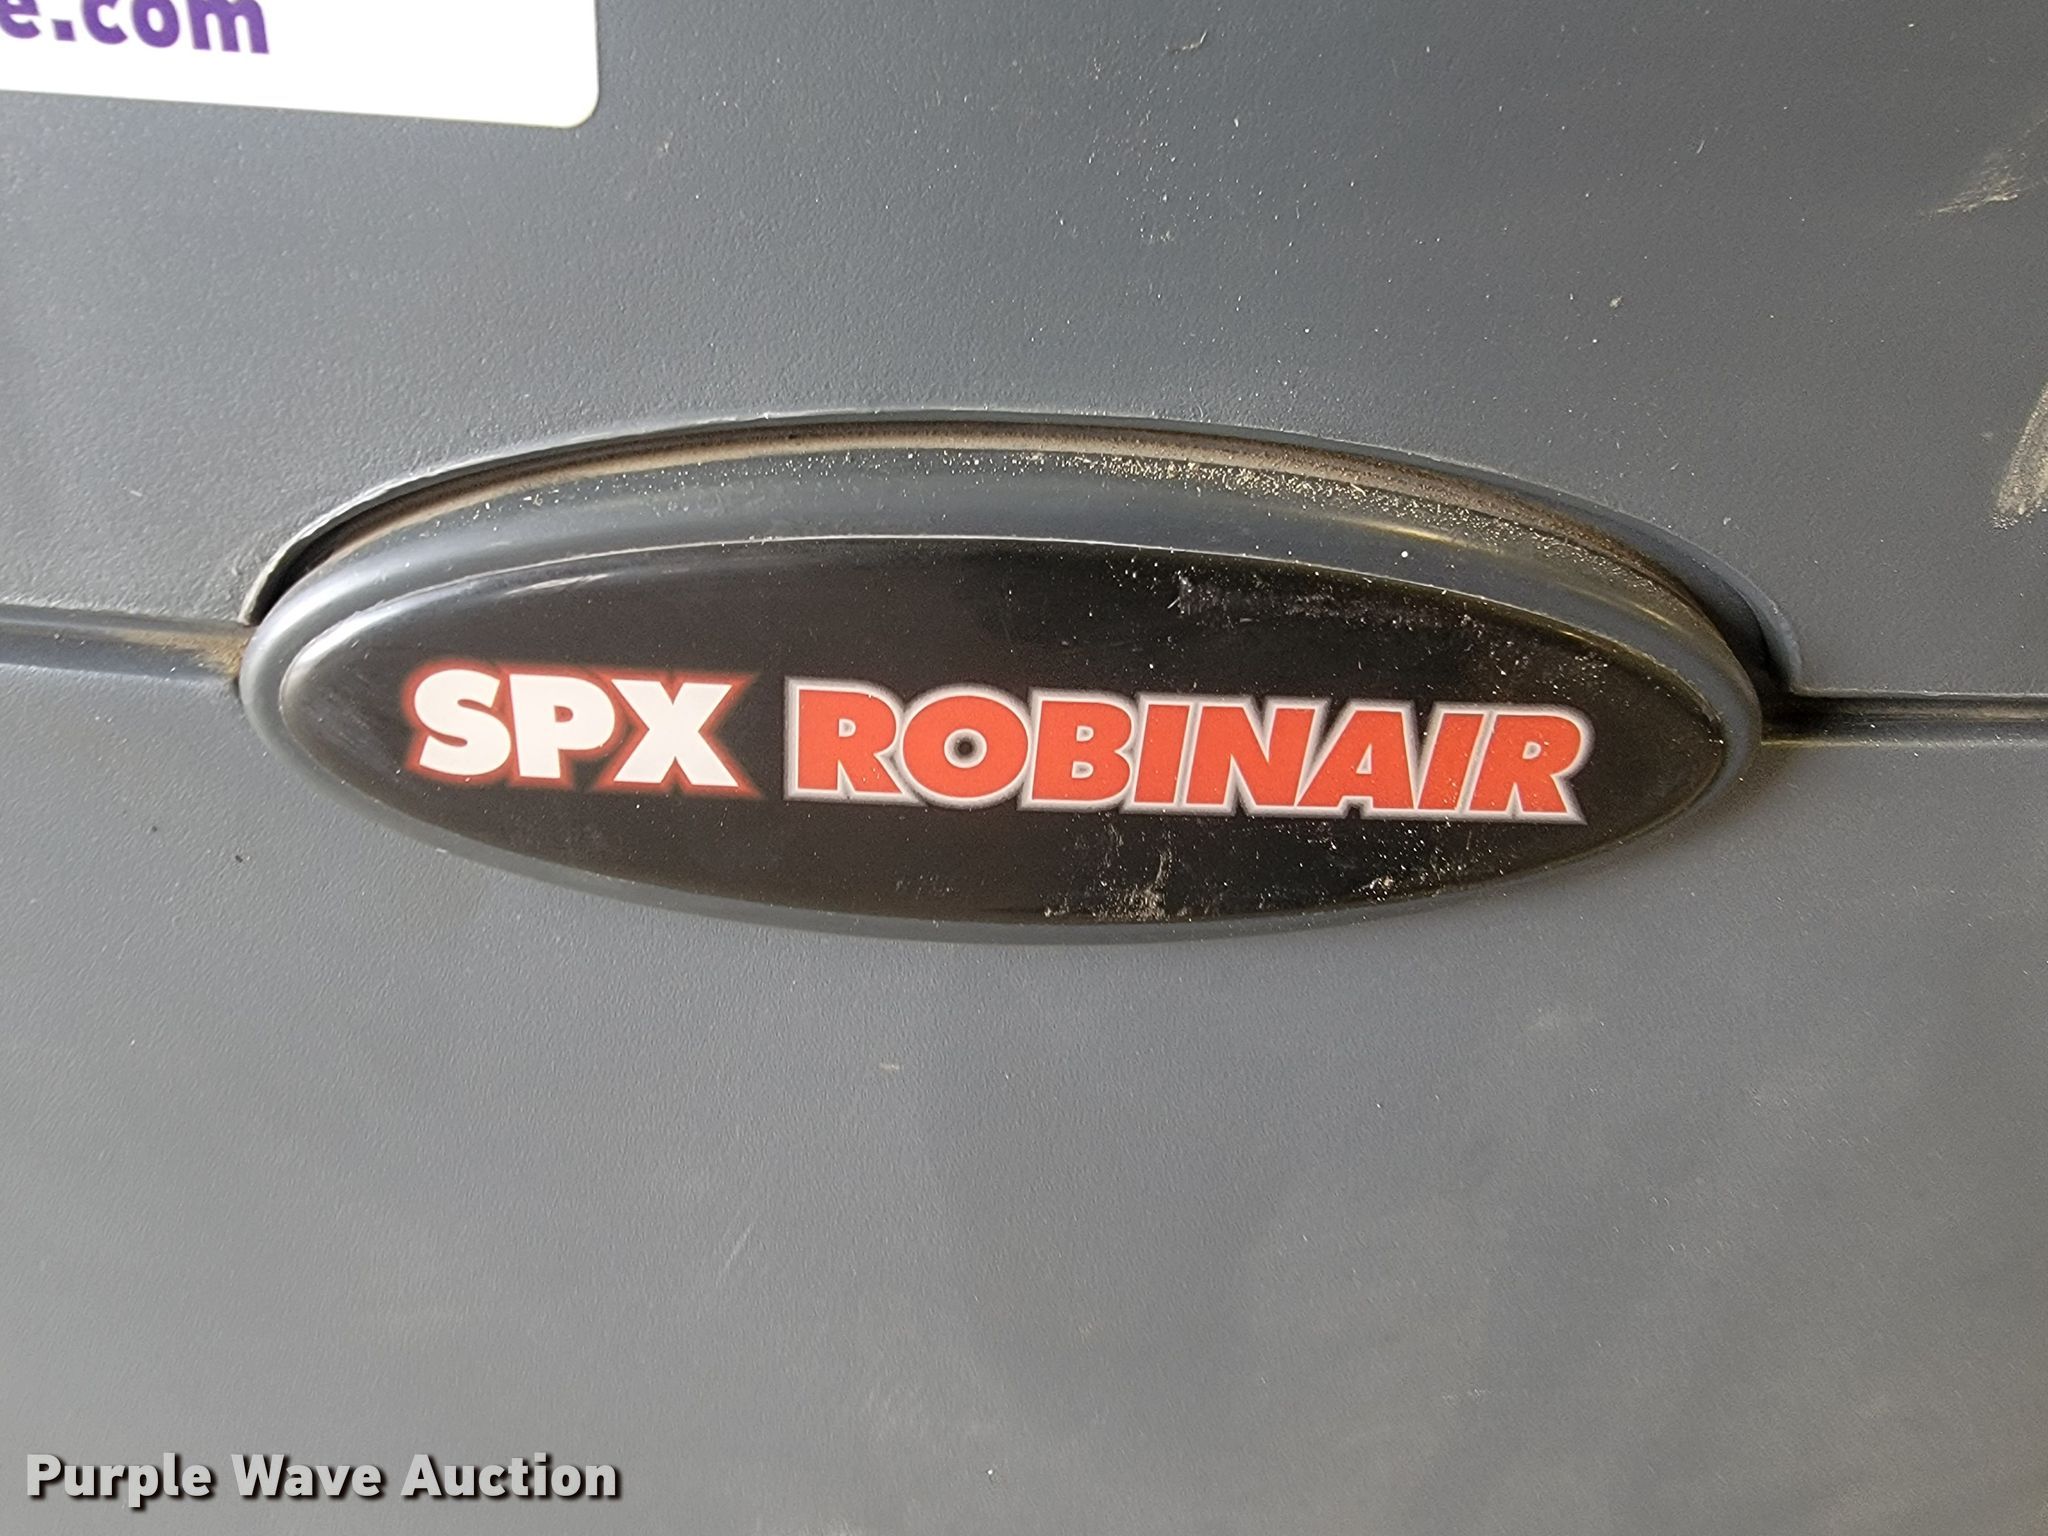 e.com
SPX ROBINAIR
Purple Wave Auction